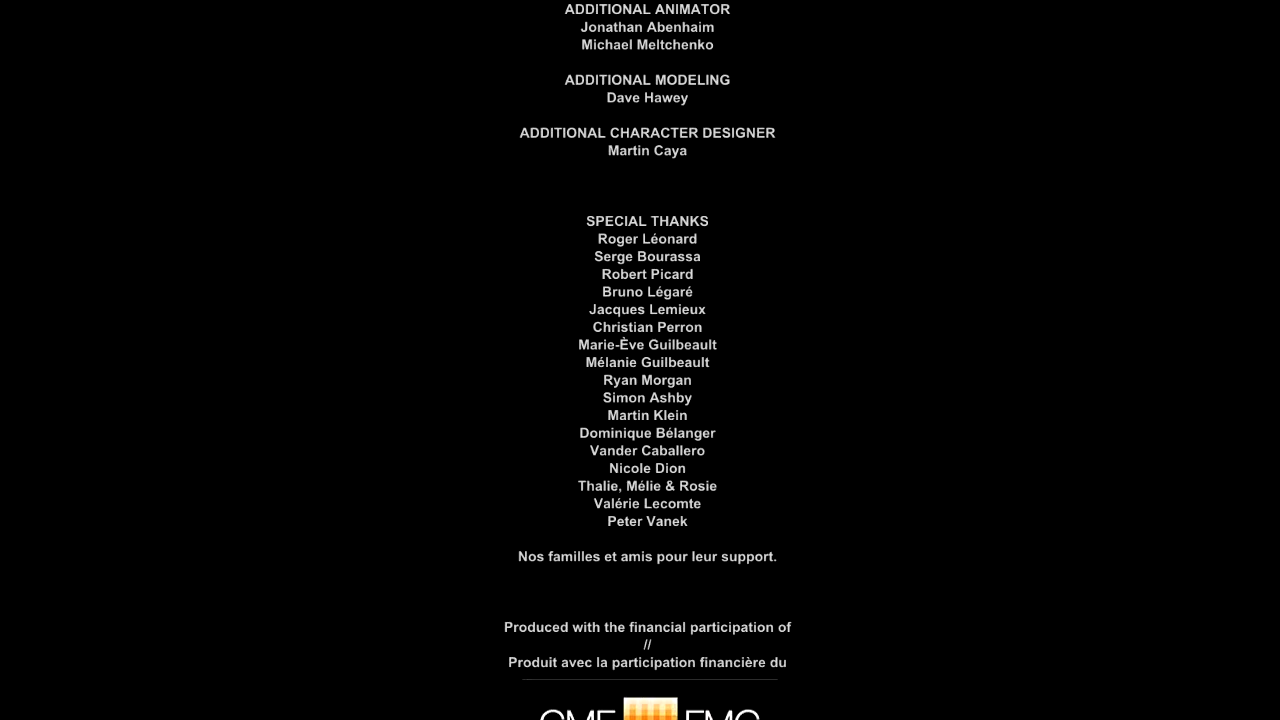 ADDITIONAL ANIMATOR
Jonathan Abenhaim
Michael Meltchenko
ADDITIONAL MODELING
Dave Hawey
ADDITIONAL CHARACTER DESIGNER
Martin Caya
SPECIAL THANKS
Roger Léonard
Serge Bourassa
Robert Picard
Bruno Légaré
Jacques Lemieux
Christian Perron
Marie-Ève Guilbeault
Mélanie Guilbeault
Ryan Morgan
Simon Ashby
Martin Klein
Dominique Bélanger
Vander Caballero
Nicole Dion
Thalie, Mélie & Rosie
Valérie Lecomte
Peter Vanek
Nos familles et amis pour leur support.
Produced with the financial participation of
//
Produit avec la participation financière du
CMF FMC